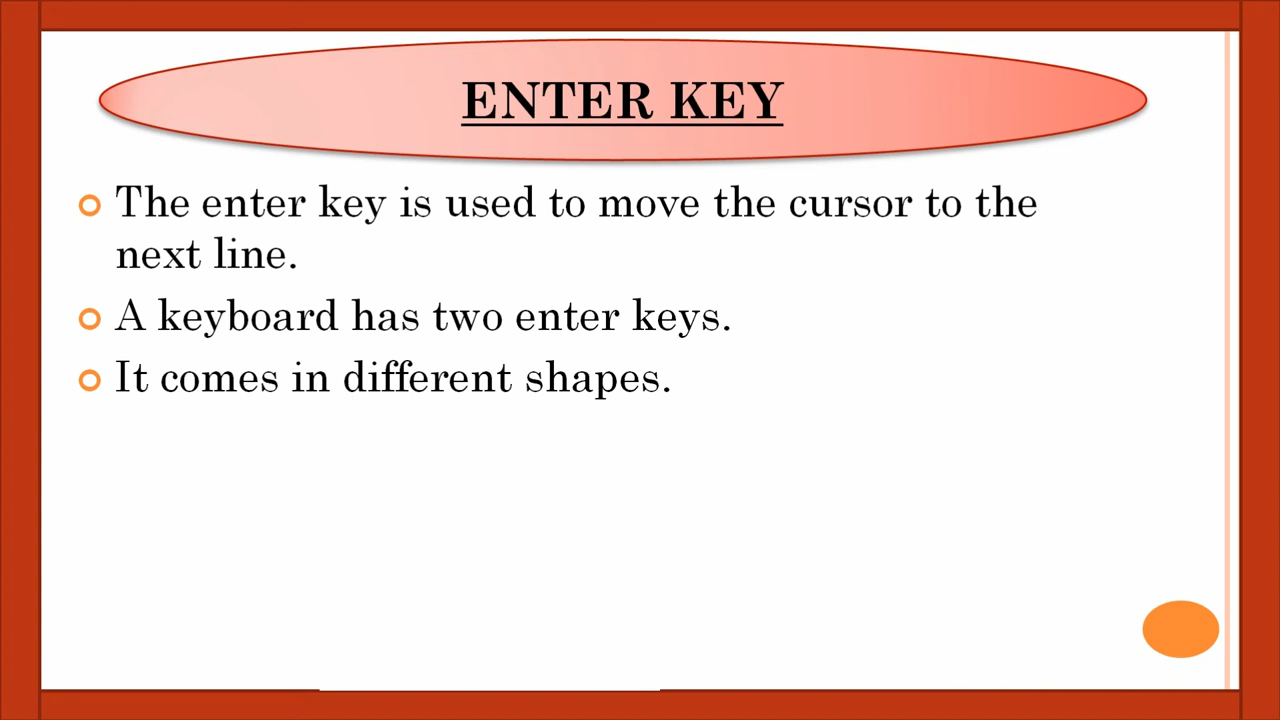 ENTER KEY
The enter key is used to move the cursor to the
next line.
A keyboard has two enter keys.
It comes in different shapes.